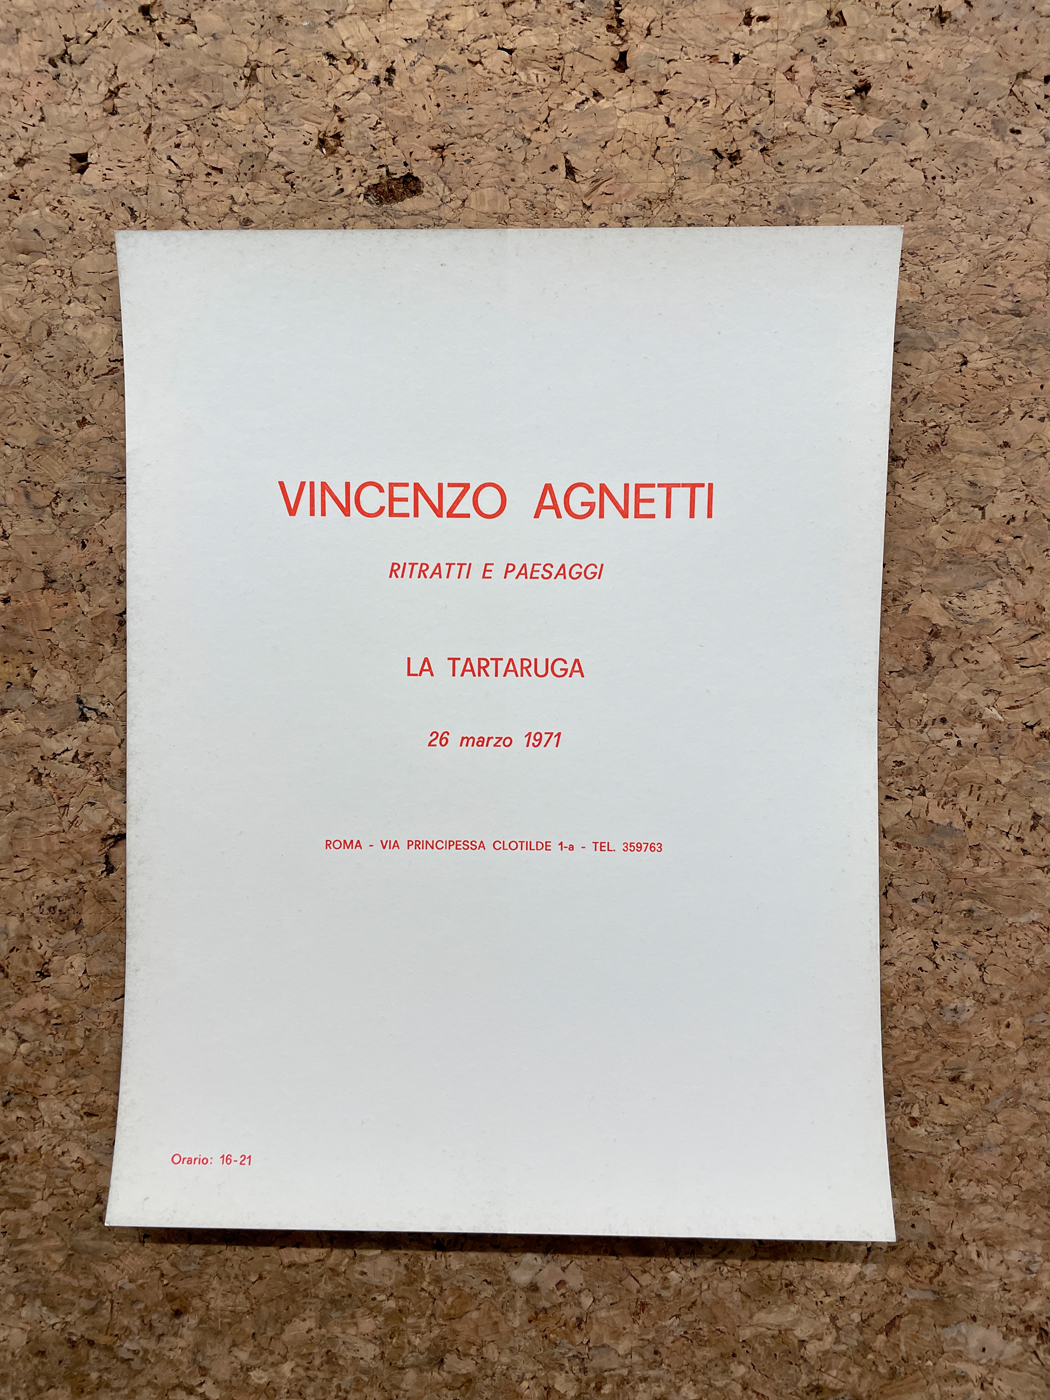 VINCENZO AGNETTI
RITRATTI E PAESAGGI
LA TARTARUGA
26 marzo 1971
ROMA - VIA PRINCIPESSA CLOTILDE 1-a - TEL. 359763
Orario: 16-21